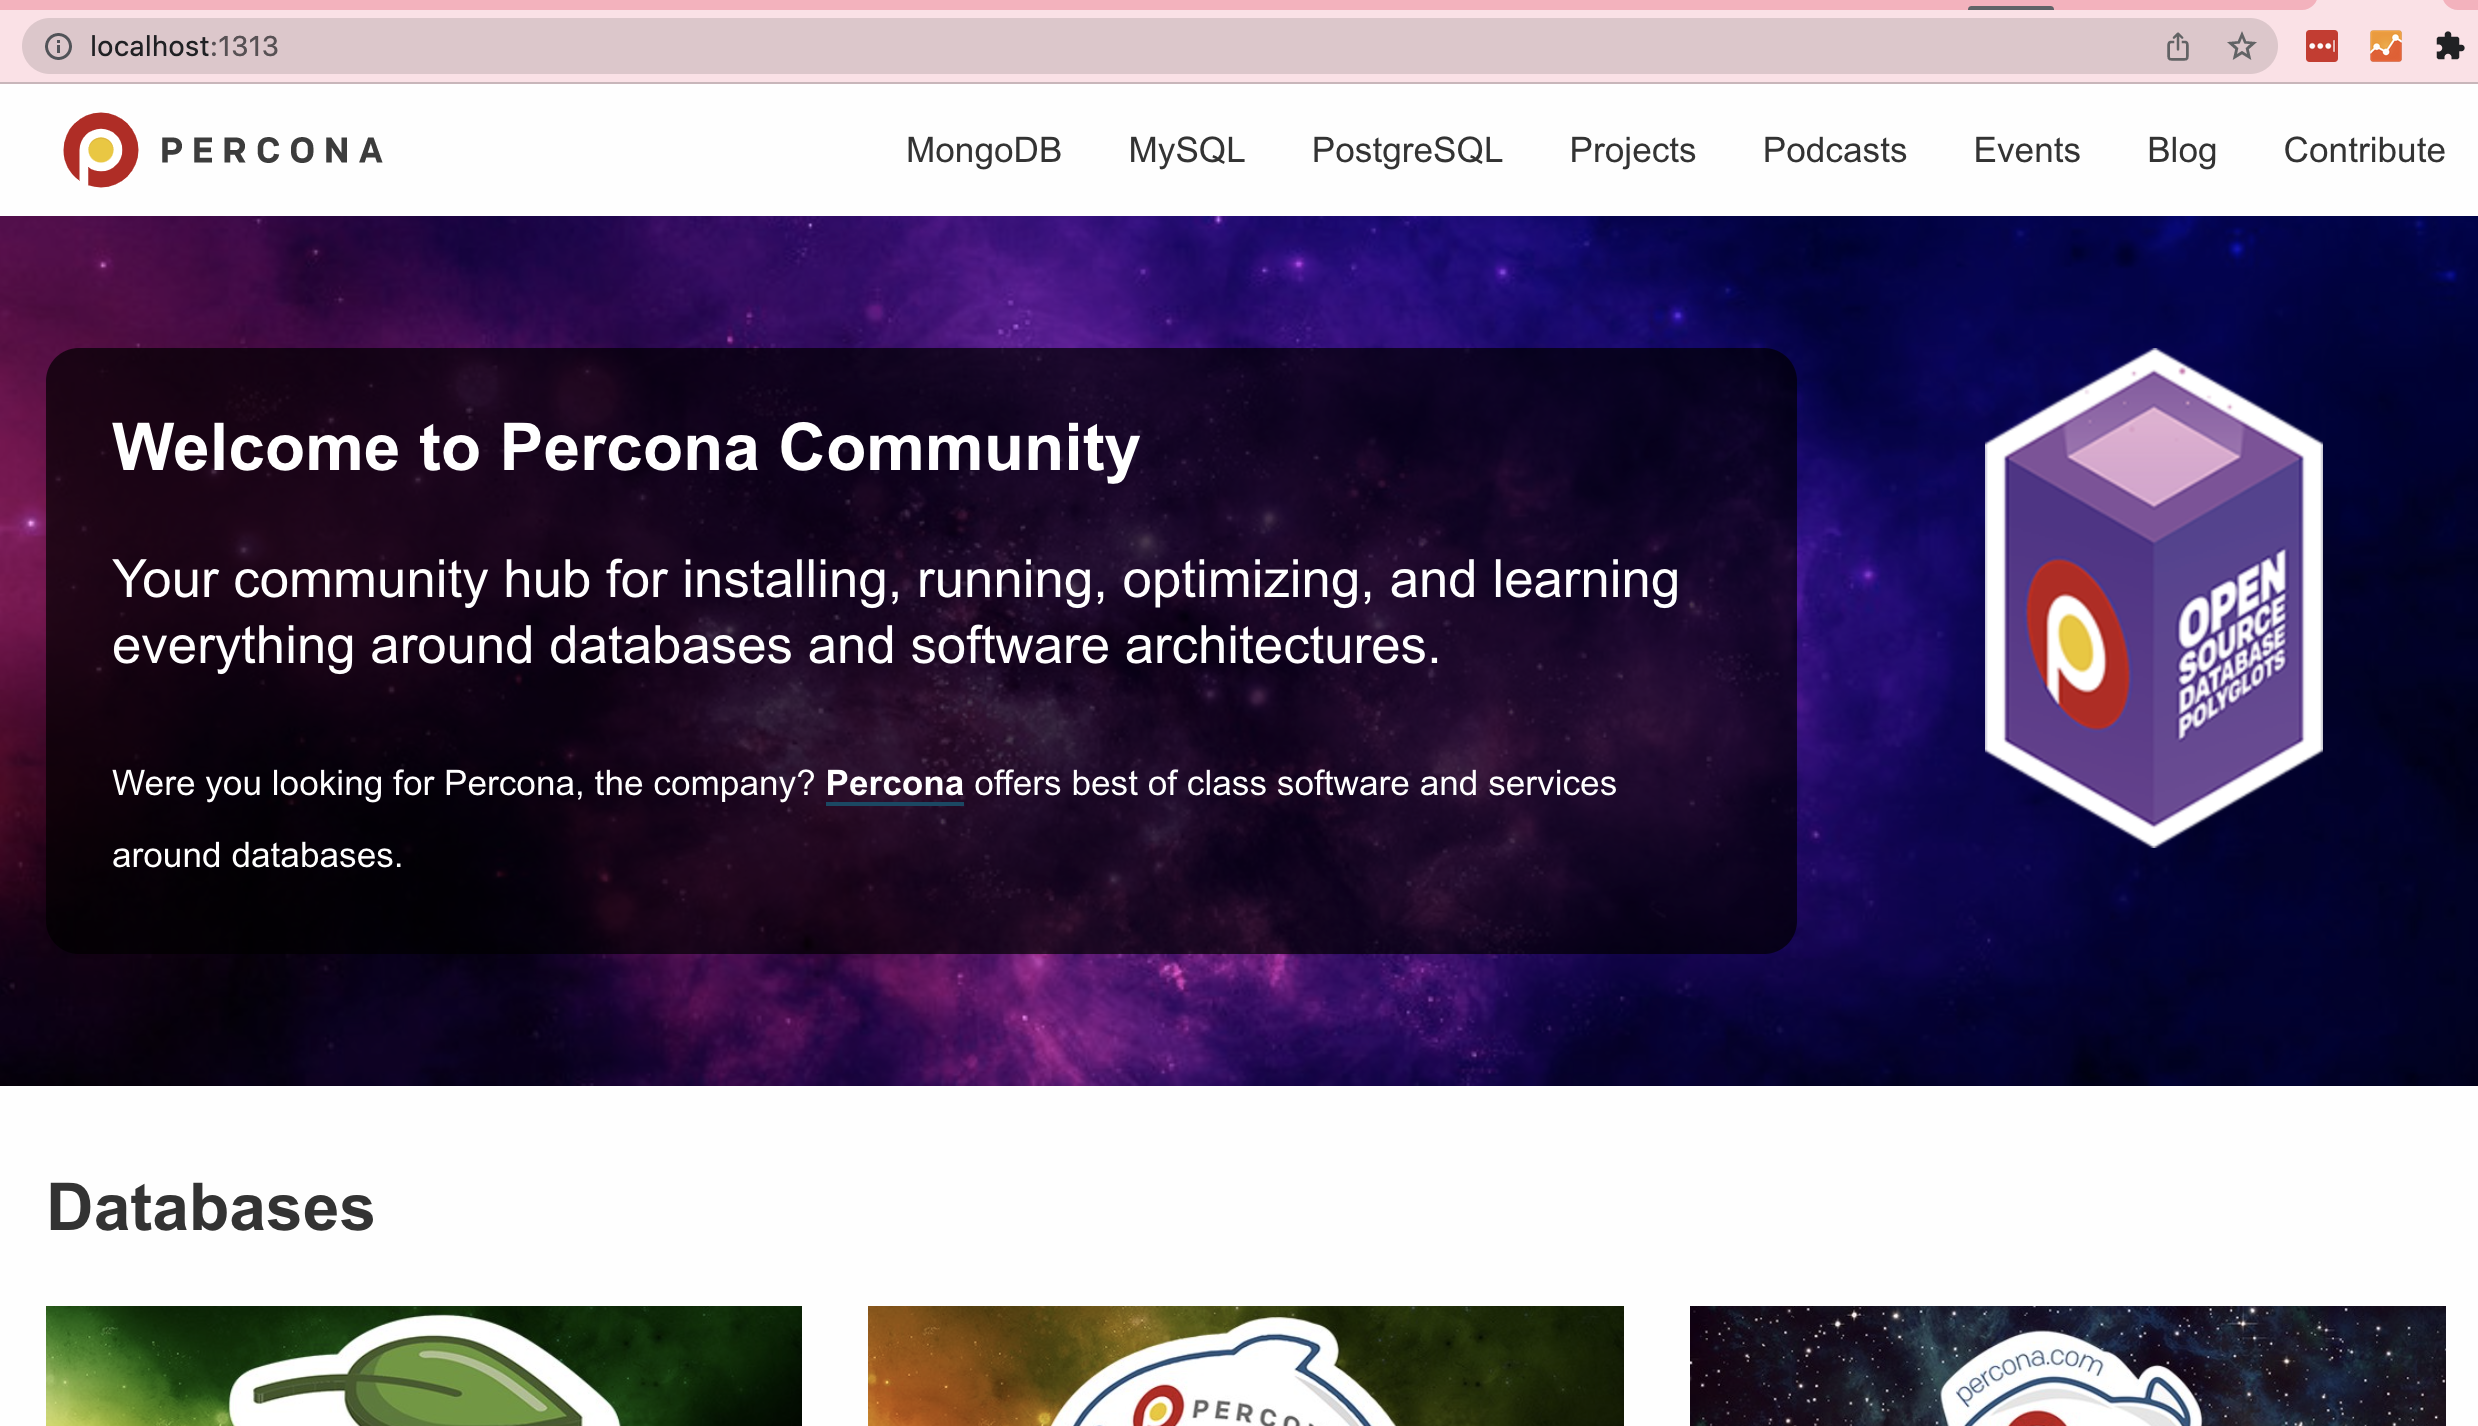 localhost:1313
PERCONA
MongoDB MySQL PostgreSQL Projects Podcasts Events Blog Contribute
Welcome to Percona Community
Your community hub for installing, running, optimizing, and learning
everything around databases and software architectures.
Were you looking for Percona, the company? Percona offers best of class software and services
around databases.
OPEN
SOURCE
DATABASE
POLYGLOTS
Databases
PERCO
percona.com